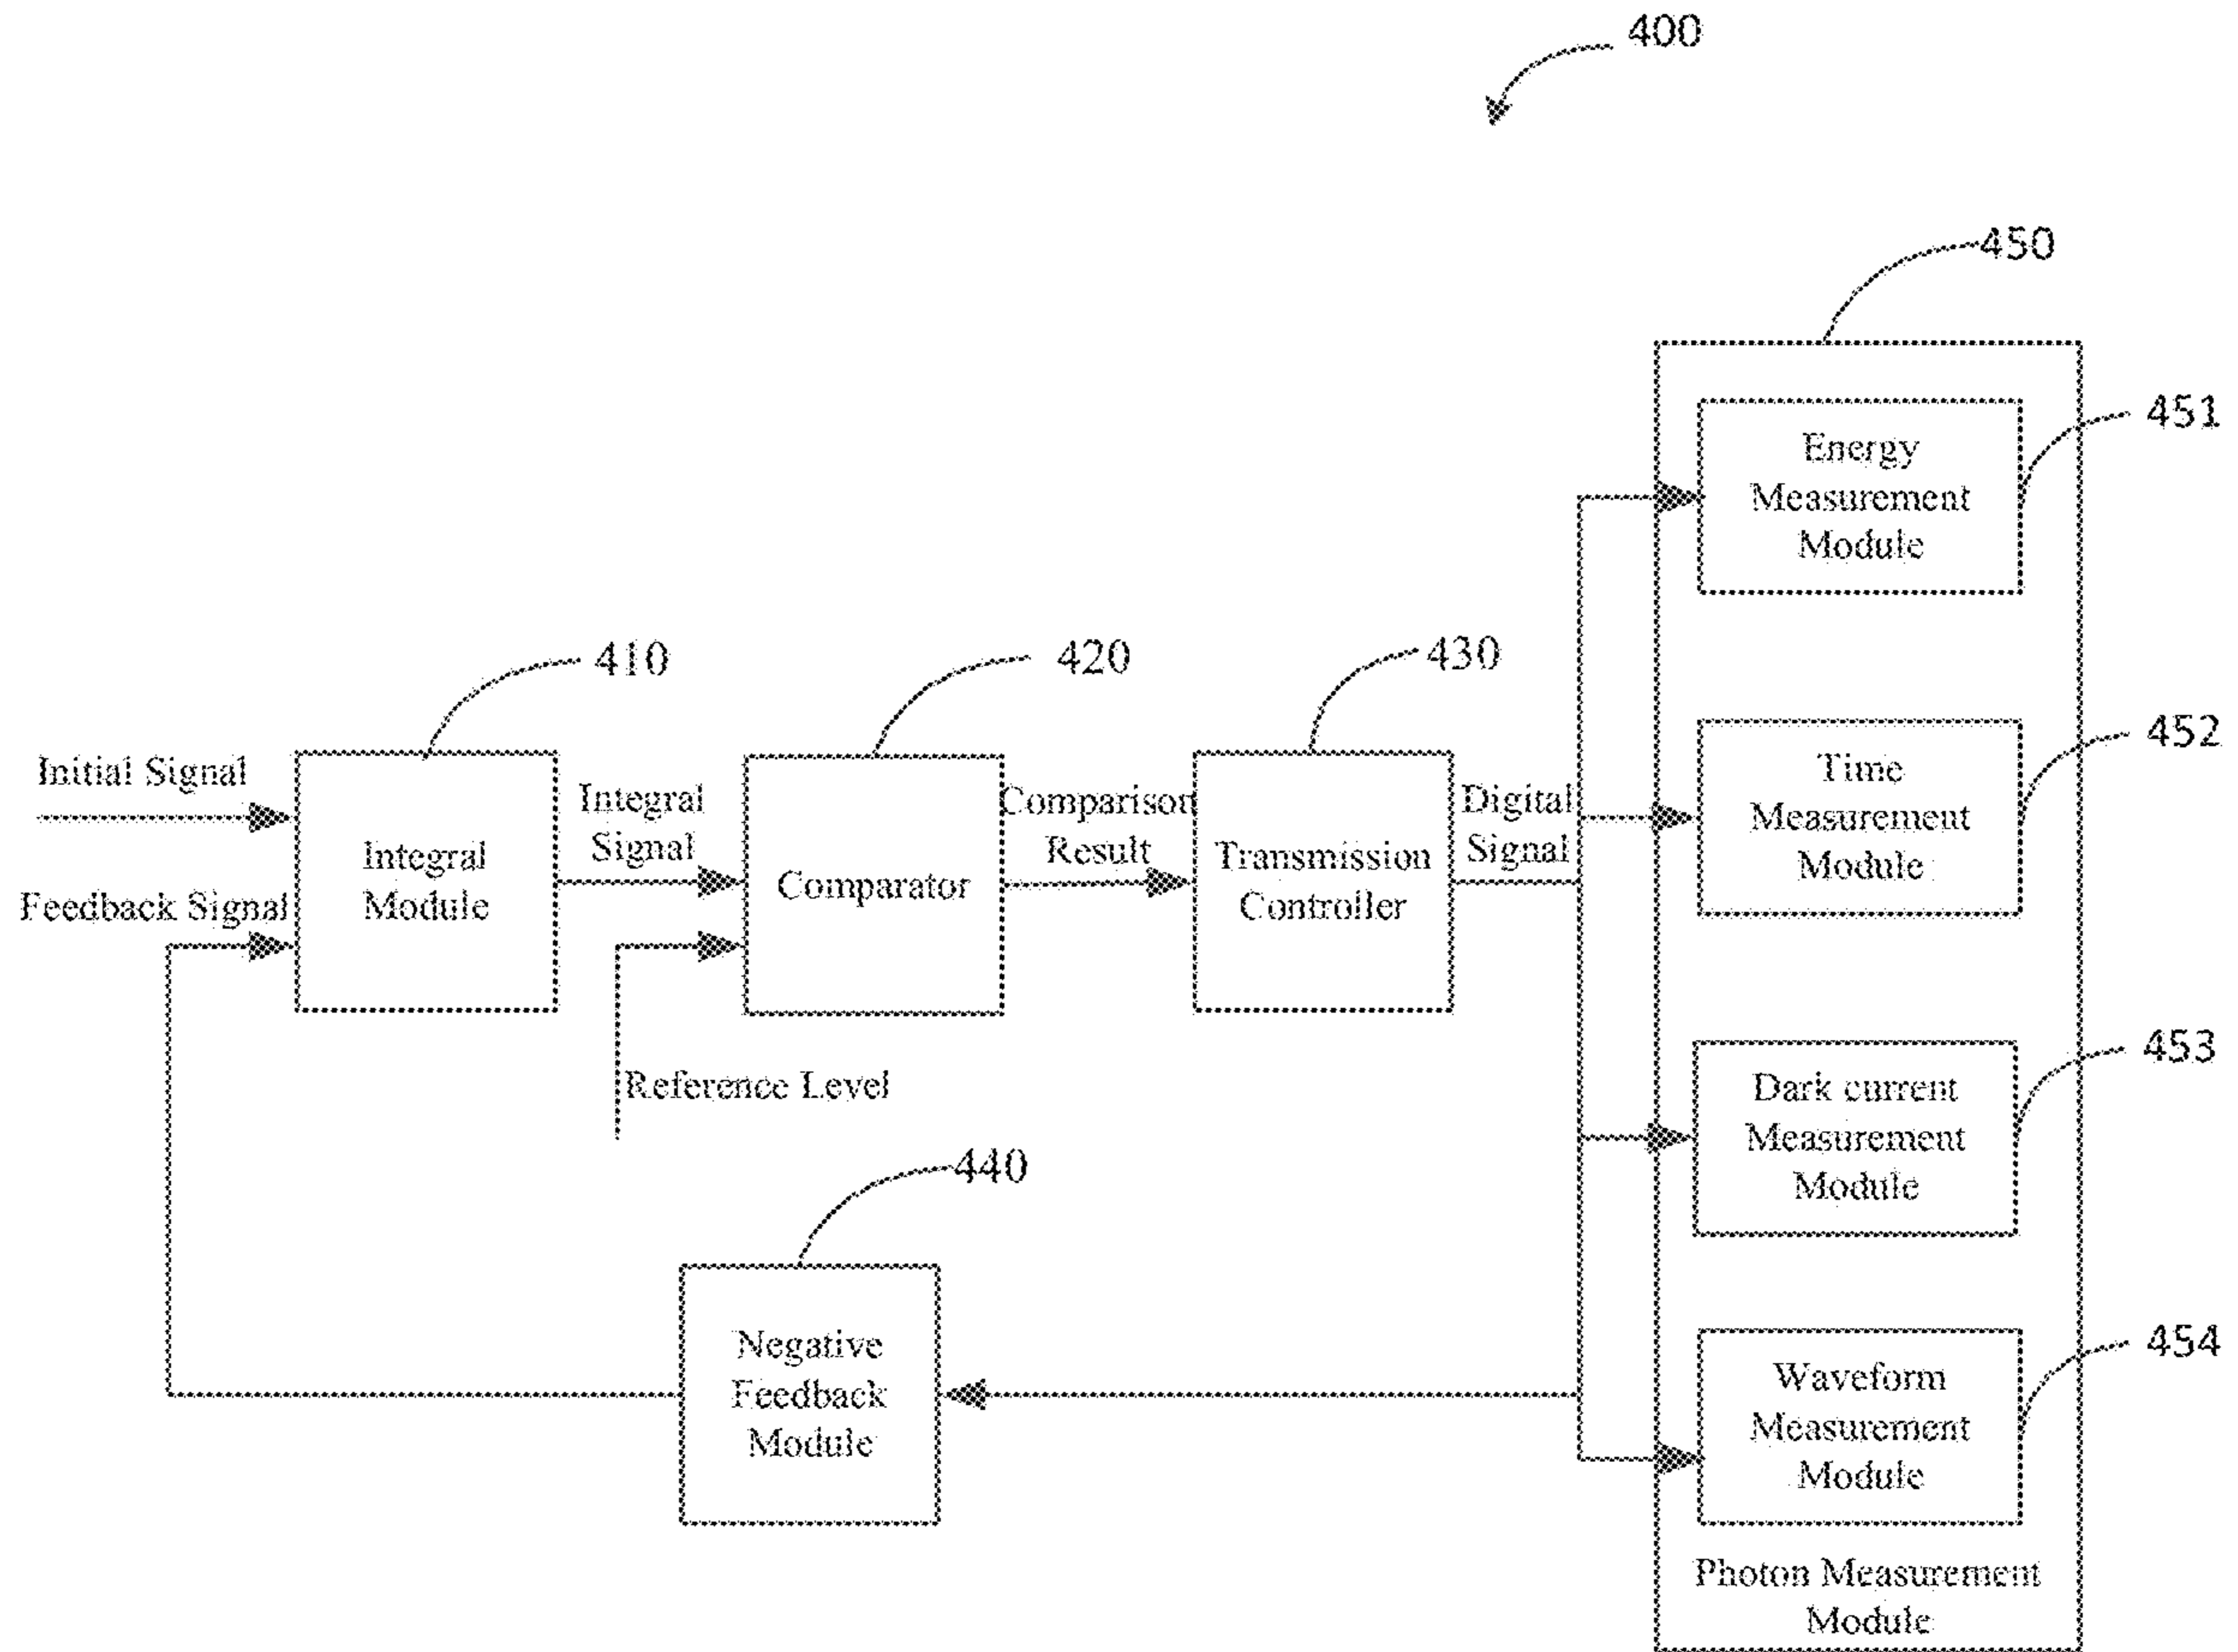 400
450
Energy
Measurement
Module
451
Time
Measurement
Module
452
Dark current
Measurement
Module
453
Waveform
Measurement
Module
454
Photon Measurement
Module
410
420
430
Initial Signal
Feedback Signal
Integral
Module
Integral
Signal
Comparator
Reference Level
Comparison
Result
Transmission
Controller
Digital
Signal
440
Negative
Feedback
Module